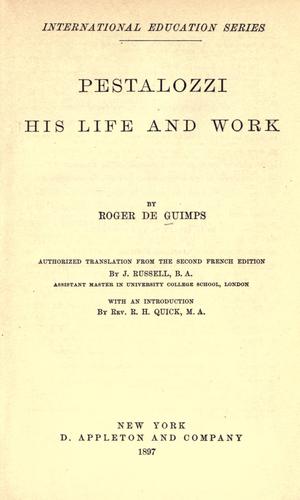 INTERNATIONAL EDUCATION SERIES
PESTALOZZI
HIS LIFE AND WORK
BY
ROGER DE GUIMPS
AUTHORIZED TRANSLATION FROM THE SECOND FRENCH EDITION
BY J. RUSSELL, B. A.
ASSISTANT MASTER IN UNIVERSITY COLLEGE SCHOOL, LONDON
WITH AN INTRODUCTION
BY REV. R. H. QUICK, M. A.
NEW YORK
D. APPLETON AND COMPANY
1897